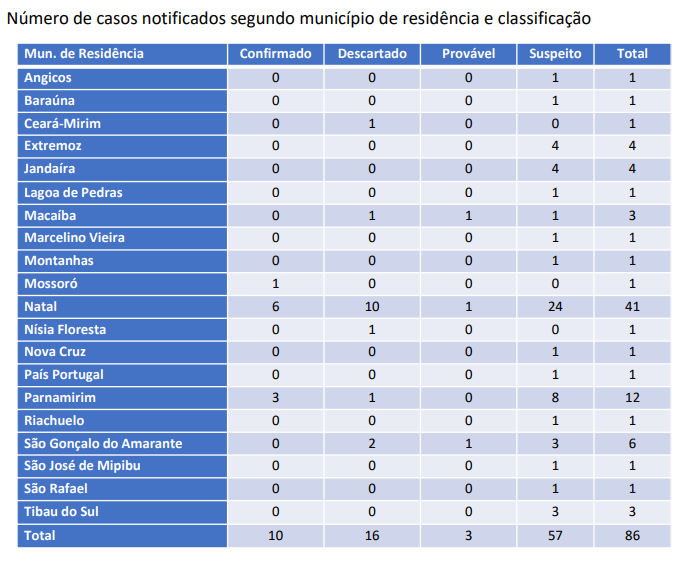 Número de casos notificados segundo município de residência e classificação
Mun. de Residência Confirmado Descartado Provável Suspeito Total
Angicos 0 0 0 1 1
Baraúna 0 0 0 1 1
Ceará-Mirim 0 1 0 0 1
Extremoz 0 0 0 4 4
Jandaíra 0 0 0 4 4
Lagoa de Pedras 0 0 0 1 1
Macaíba 0 1 1 1 3
Marcelino Vieira 0 0 0 1 1
Montanhas 0 0 0 1 1
Mossoró 1 0 0 0 1
Natal 6 10 1 24 41
Nísia Floresta 0 1 0 0 1
Nova Cruz 0 0 0 1 1
País Portugal 0 0 0 1 1
Parnamirim 3 1 0 8 12
Riachuelo 0 0 0 1 1
São Gonçalo do Amarante 0 2 1 3 6
São José de Mipibu 0 0 0 1 1
São Rafael 0 0 0 1 1
Tibau do Sul 0 0 0 3 3
Total 10 16 3 57 86